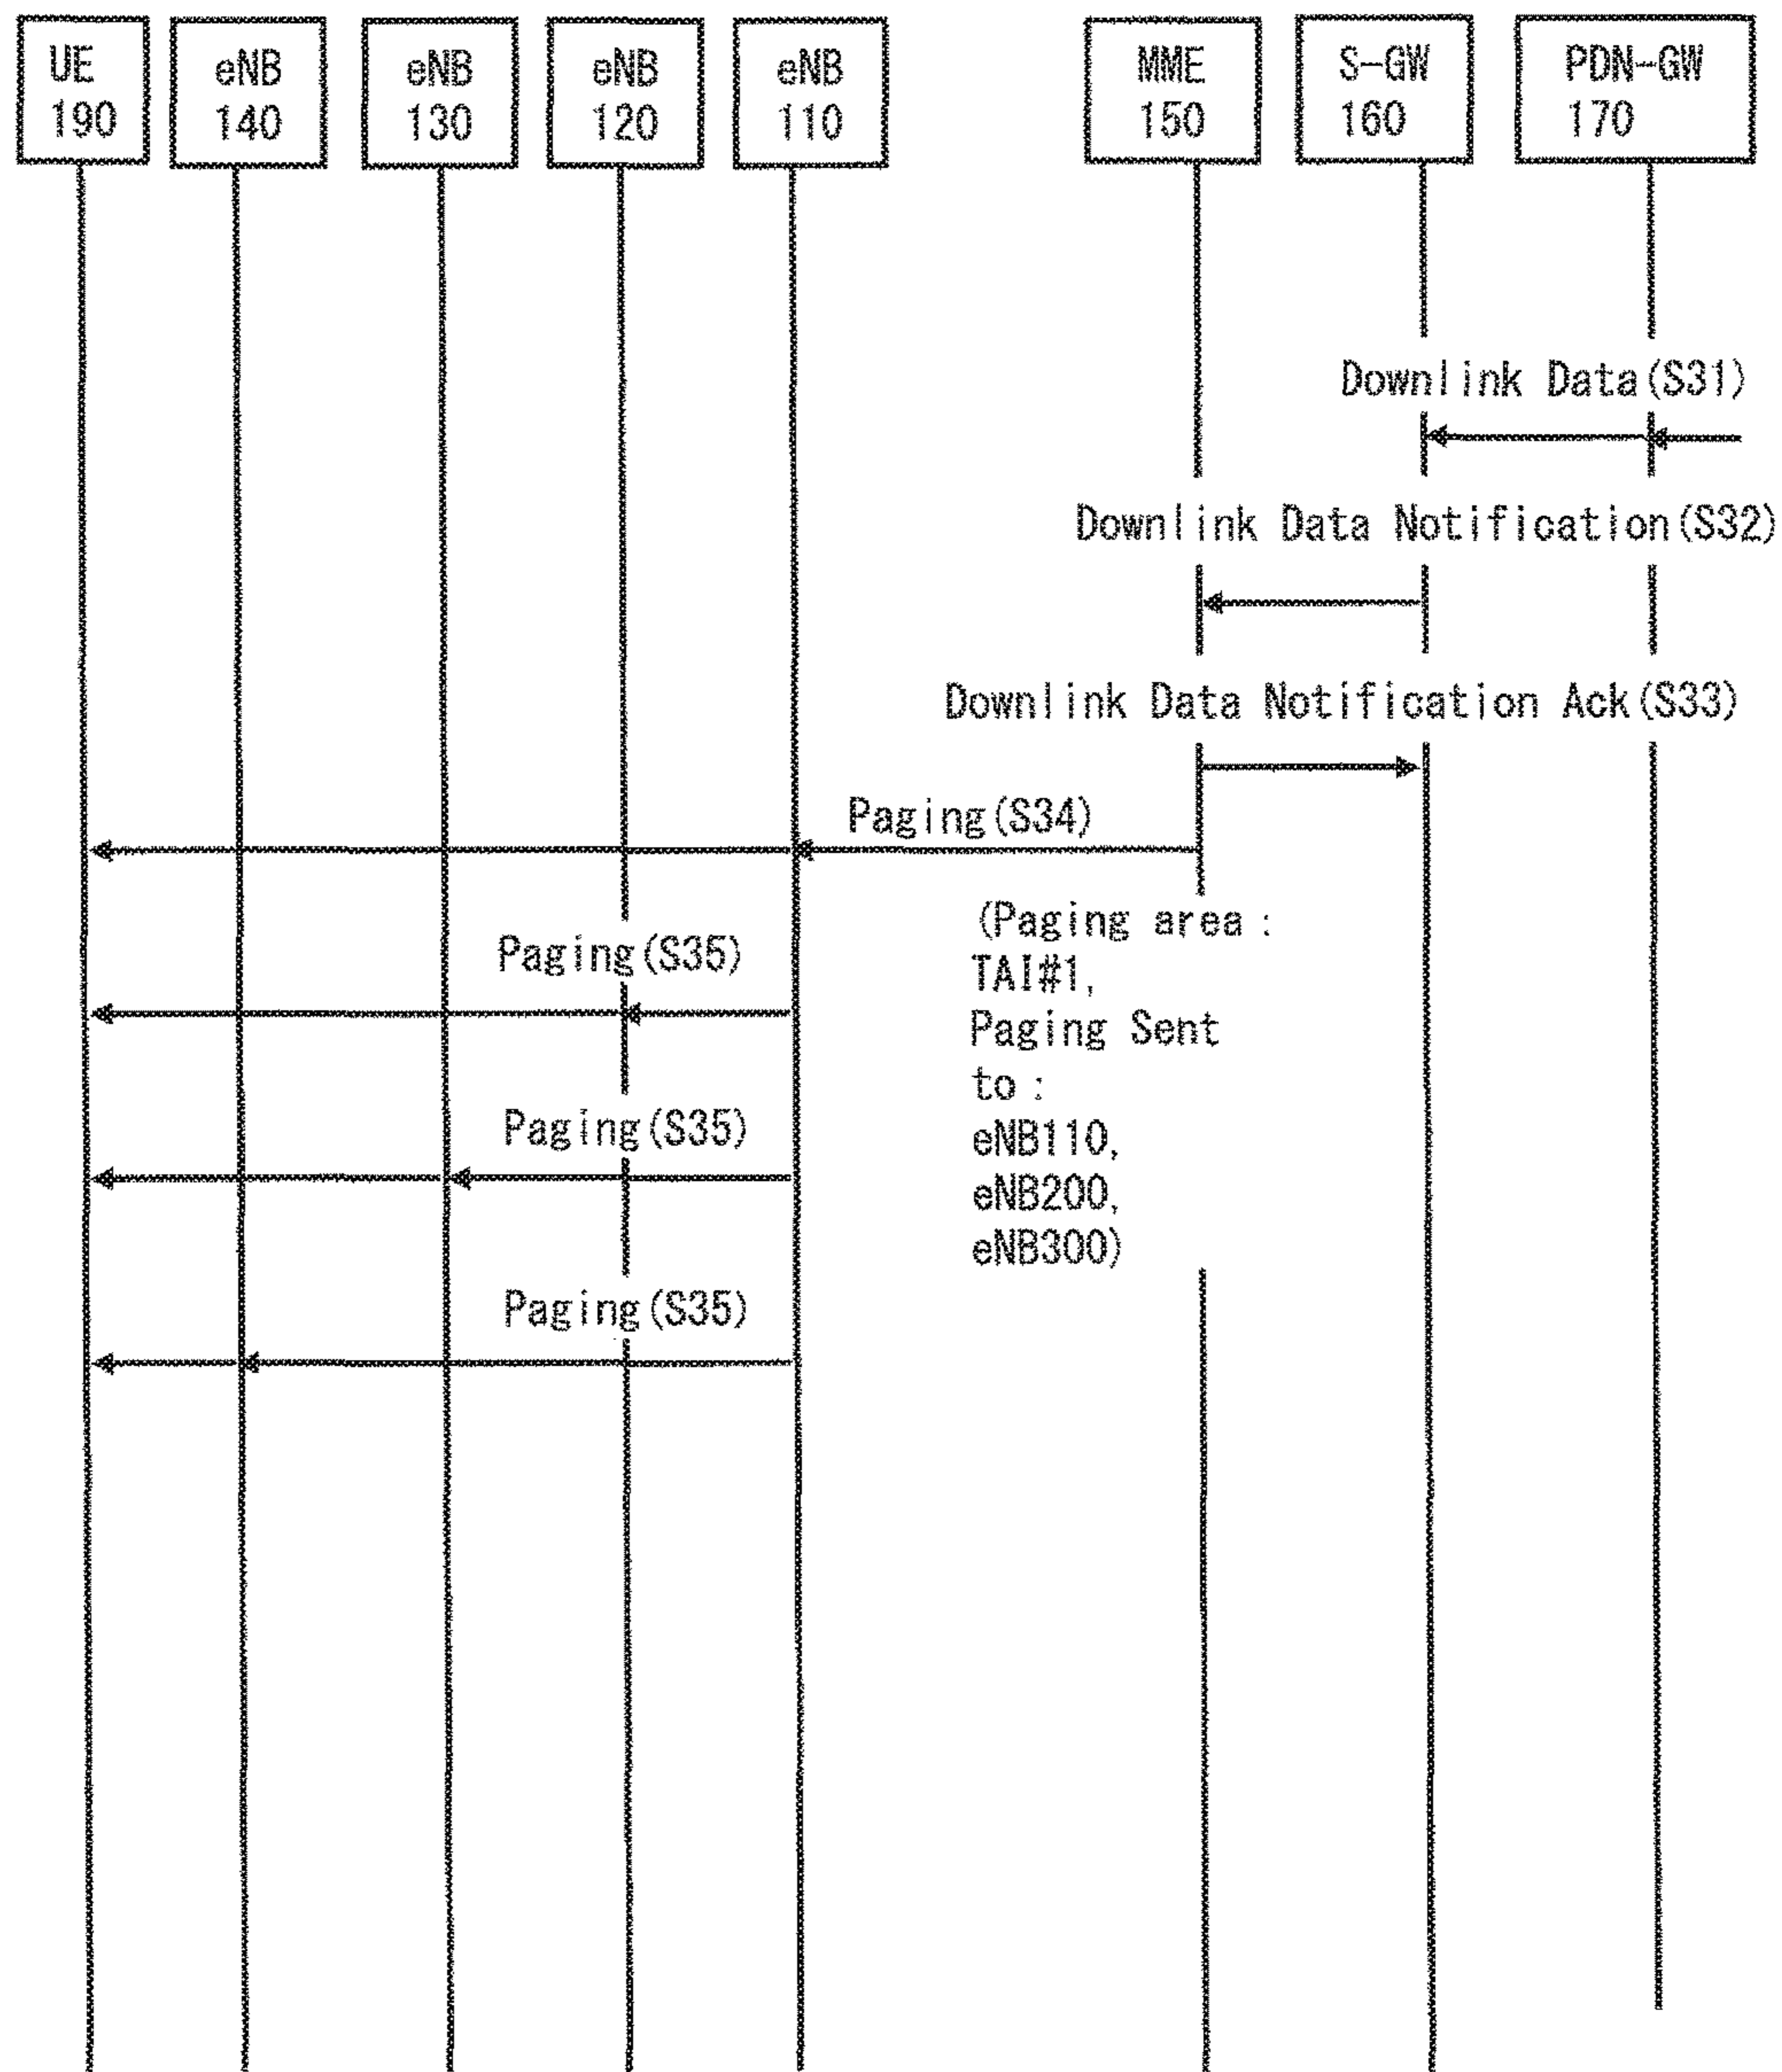 UE
190
eNB
140
eNB
130
eNB
120
eNB
110
MME
150
S-GW
160
PDN-GW
170
Downlink Data(S31)
Downlink Data Notification(S32)
Downlink Data Notification Ack(S33)
Paging(S34)
(Paging area:
TAI#1,
Paging Sent
to:
eNB110,
eNB200,
eNB300)
Paging(S35)
Paging(S35)
Paging(S35)